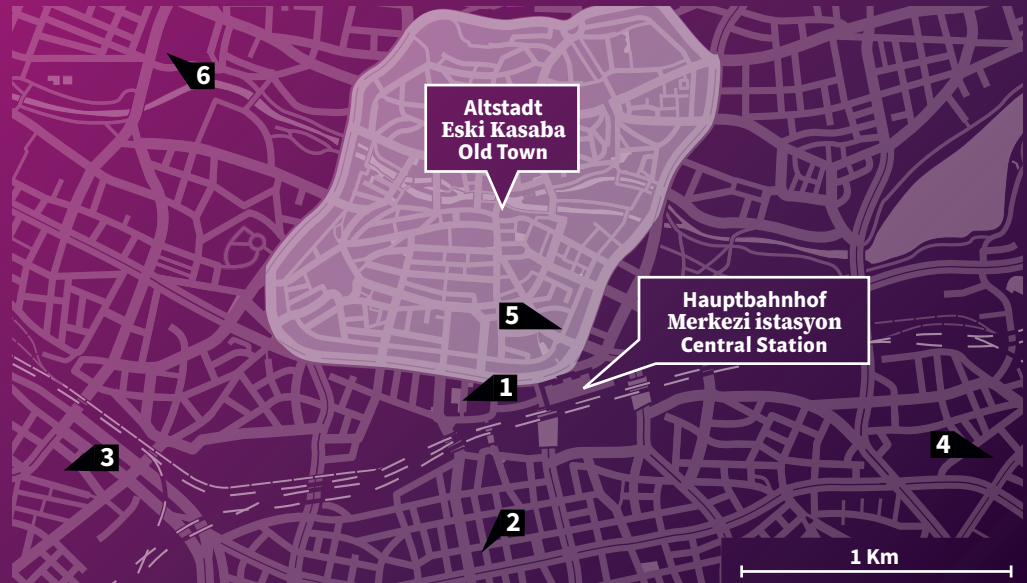 6
Altstadt
Eski Kasaba
Old Town
5
Hauptbahnhof
Merkezi istasyon
Central Station
1
3
4
2
1 Km